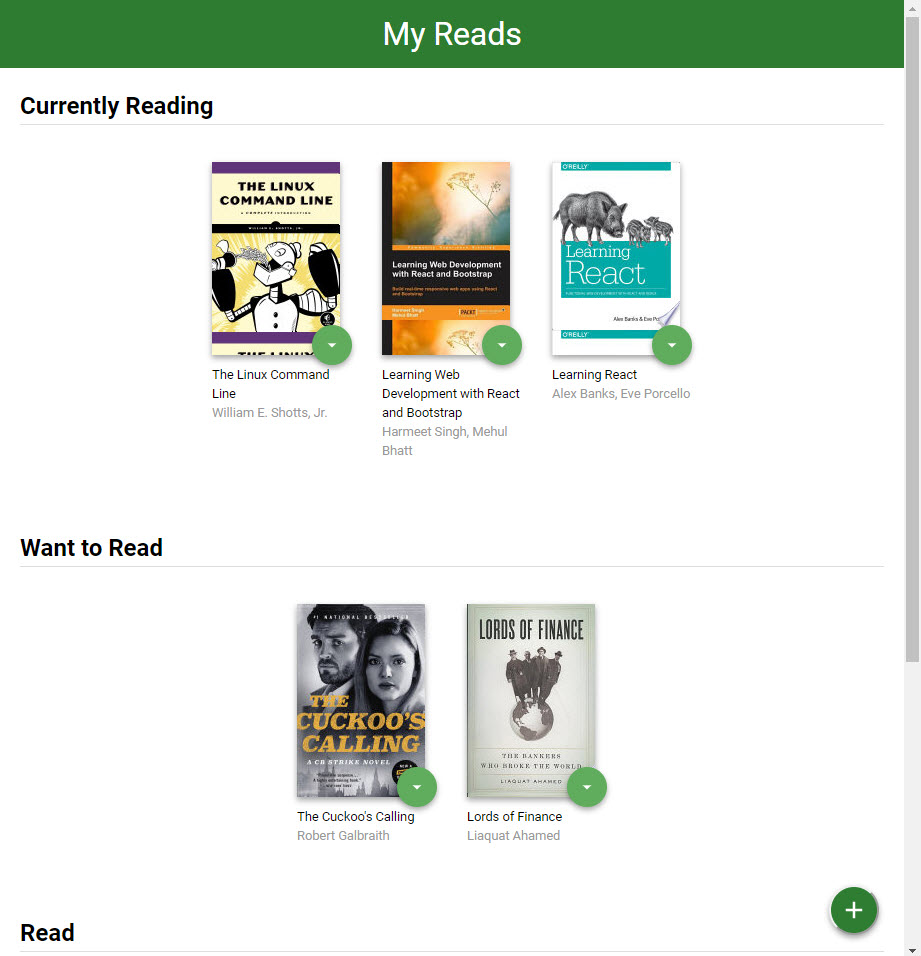 My Reads
Currently Reading
THE LINUX
COMMAND LINE
A COMPLETE INTRODUCTION
WILLIAM E. SHOTTS, JR.
THE LINUX
Learning Web Development
with React and Bootstrap
Build real-time responsive web apps using React
and Bootstrap
Harmeet Singh
Mehul Bhatt
PACKT
O'REILLY
Learning
React
Alex Banks & Eve Po
O'REILLY
The Linux Command
Line
William E. Shotts, Jr.
Learning Web
Development with React
and Bootstrap
Harmeet Singh, Mehul
Bhatt
Learning React
Alex Banks, Eve Porcello
Want to Read
#1 NATIONAL BESTSELLER
THE
CUCKOO'S
CALLING
A CB STRIKE NOVEL
LORDS OF FINANCE
THE BANKERS
WHO BROKE THE WORLD
LIAQUAT AHAMED
The Cuckoo's Calling
Robert Galbraith
Lords of Finance
Liaquat Ahamed
Read